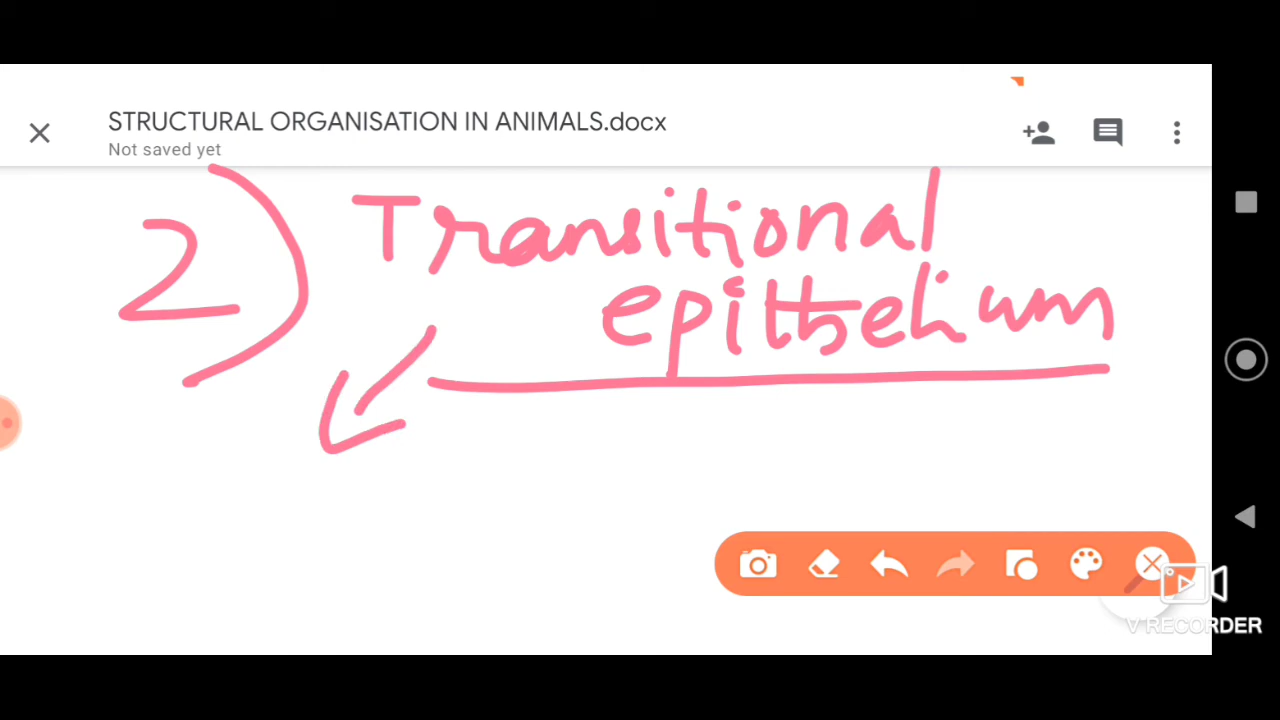 STRUCTURAL ORGANISATION IN ANIMALS.docx
Not saved yet
2) Transitional
epithelium
V RECORDER